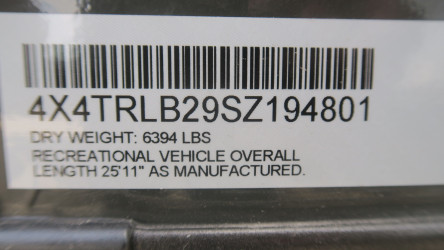 4X4TRLB29SZ194801
DRY WEIGHT: 6394 LBS
RECREATIONAL VEHICLE OVERALL
LENGTH 25'11" AS MANUFACTURED.